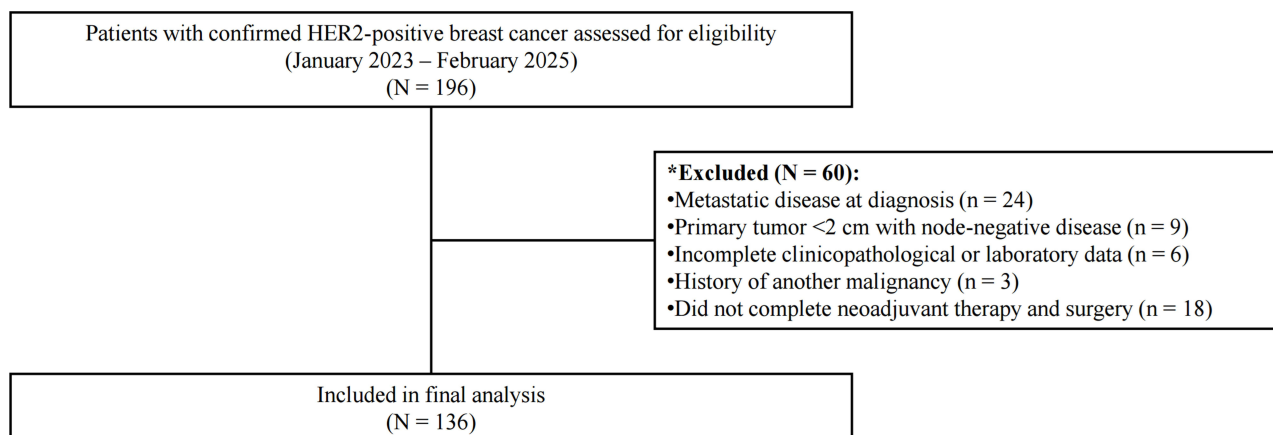 Patients with confirmed HER2-positive breast cancer assessed for eligibility
(January 2023 – February 2025)
(N = 196)
*Excluded (N = 60):
•Metastatic disease at diagnosis (n = 24)
•Primary tumor <2 cm with node-negative disease (n = 9)
•Incomplete clinicopathological or laboratory data (n = 6)
•History of another malignancy (n = 3)
•Did not complete neoadjuvant therapy and surgery (n = 18)
Included in final analysis
(N = 136)